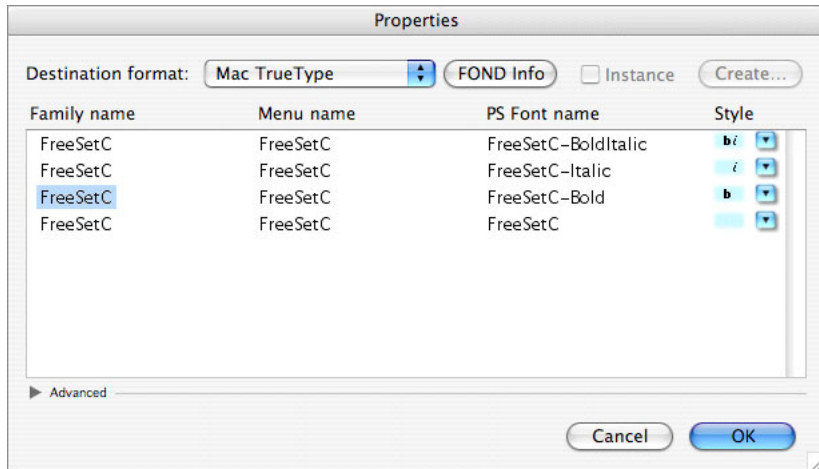 Properties
Destination format: Mac TrueType FOND Info Instance Create...
Family name Menu name PS Font name Style
FreeSetC FreeSetC FreeSetC-BoldItalic bi
FreeSetC FreeSetC FreeSetC-Italic i
FreeSetC FreeSetC FreeSetC-Bold b
FreeSetC FreeSetC FreeSetC
Advanced
Cancel OK